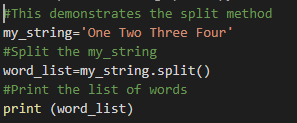 #This demonstrates the split method
my_string='One Two Three Four'
#Split the my_string
word_list=my_string.split()
#Print the list of words
print (word_list)